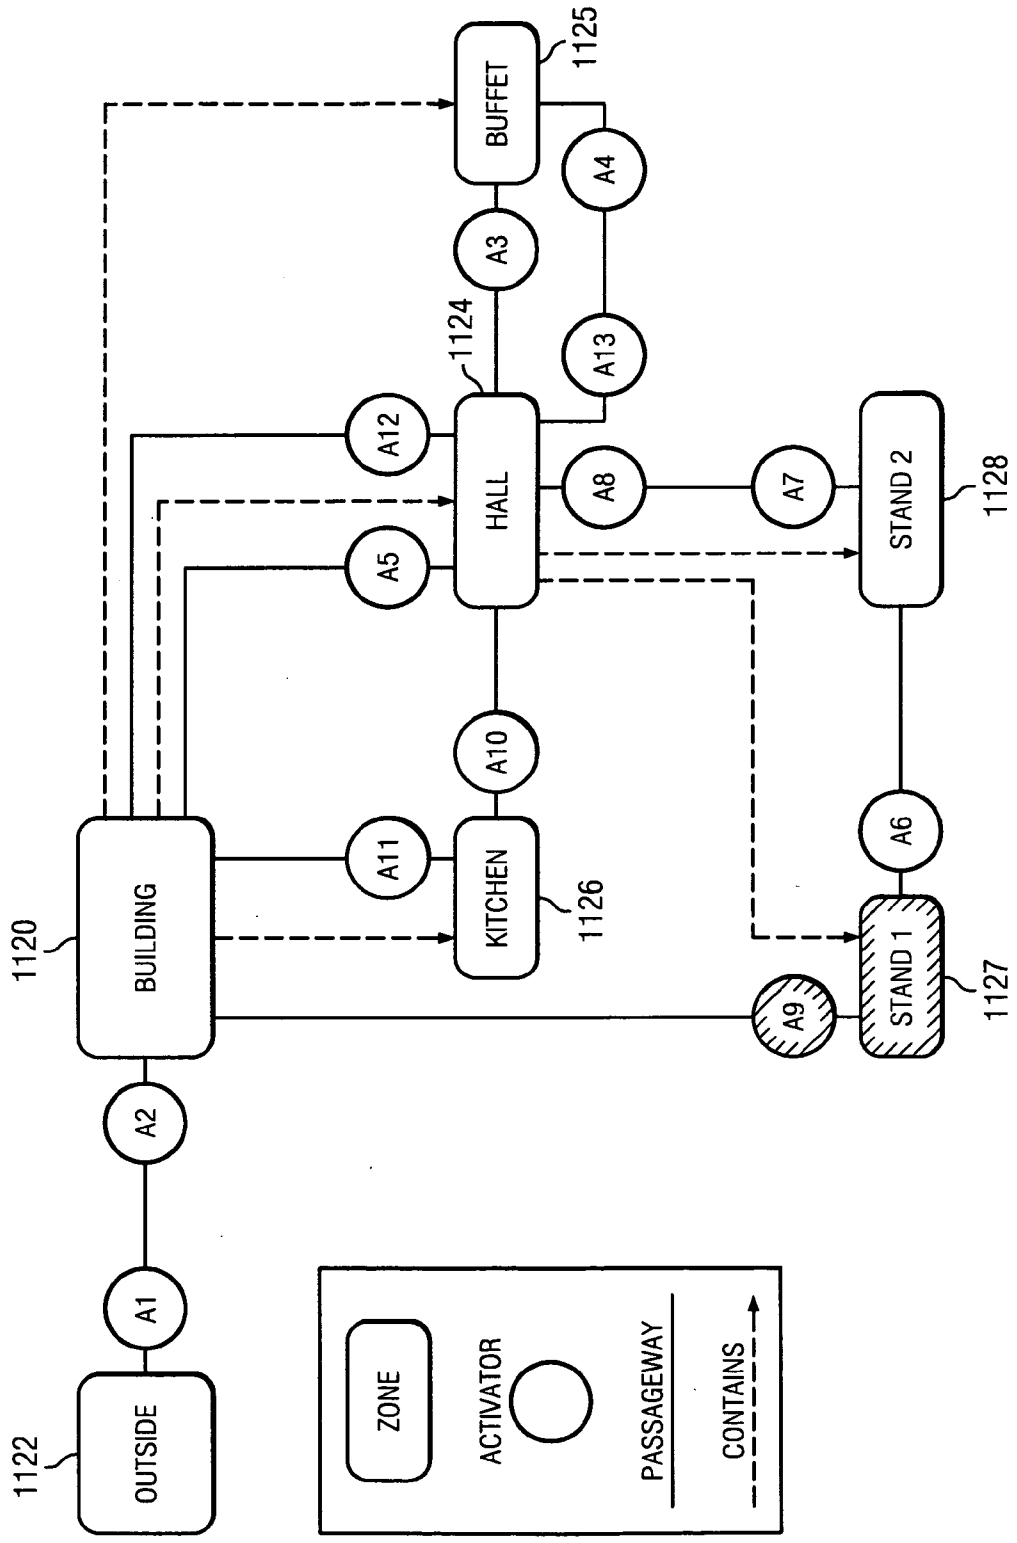 1122
OUTSIDE
A1
A2
1120
BUILDING
A11
A5
A12
KITCHEN
1126
A10
HALL
1124
A3
BUFFET
1125
A13
A4
A8
A7
A9
STAND 1
1127
A6
STAND 2
1128
ZONE
ACTIVATOR
PASSAGEWAY
CONTAINS